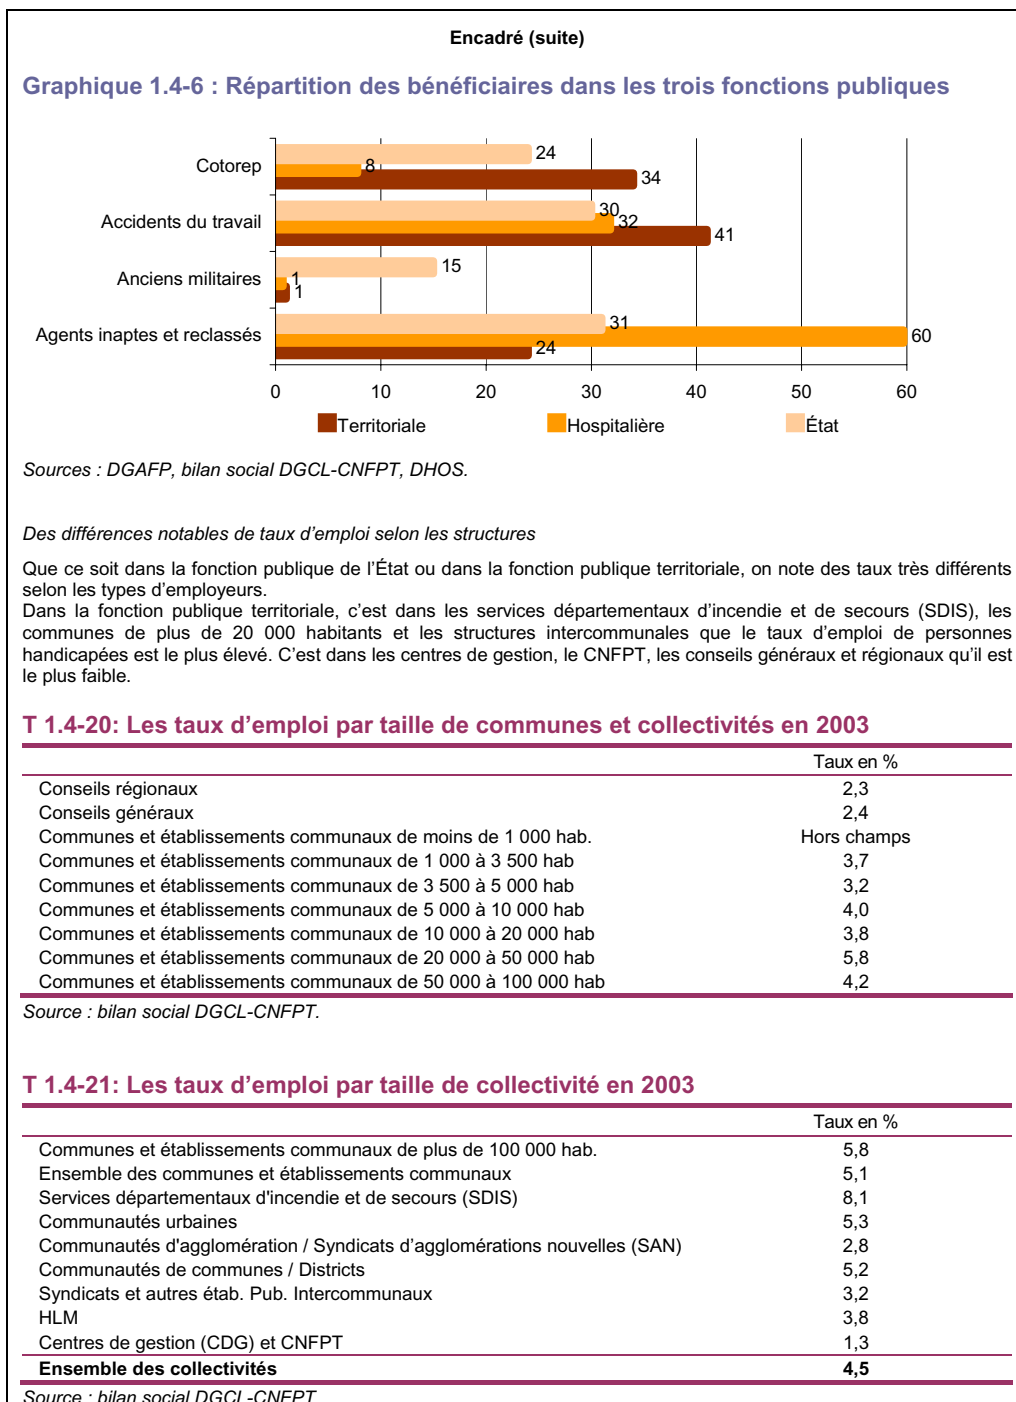 Encadré (suite)
Graphique 1.4-6 : Répartition des bénéficiaires dans les trois fonctions publiques
Cotorep
24
8
34
Accidents du travail
30
32
41
Anciens militaires
15
1
1
Agents inaptes et reclassés
31
60
24
0 10 20 30 40 50 60
Territoriale Hospitalière État
Sources : DGAFP, bilan social DGCL-CNFPT, DHOS.
Des différences notables de taux d’emploi selon les structures
Que ce soit dans la fonction publique de l’État ou dans la fonction publique territoriale, on note des taux très différents
selon les types d’employeurs.
Dans la fonction publique territoriale, c’est dans les services départementaux d’incendie et de secours (SDIS), les
communes de plus de 20 000 habitants et les structures intercommunales que le taux d’emploi de personnes
handicapées est le plus élevé. C’est dans les centres de gestion, le CNFPT, les conseils généraux et régionaux qu’il est
le plus faible.
T 1.4-20: Les taux d’emploi par taille de communes et collectivités en 2003
Taux en %
Conseils régionaux 2,3
Conseils généraux 2,4
Communes et établissements communaux de moins de 1 000 hab. Hors champs
Communes et établissements communaux de 1 000 à 3 500 hab 3,7
Communes et établissements communaux de 3 500 à 5 000 hab 3,2
Communes et établissements communaux de 5 000 à 10 000 hab 4,0
Communes et établissements communaux de 10 000 à 20 000 hab 3,8
Communes et établissements communaux de 20 000 à 50 000 hab 5,8
Communes et établissements communaux de 50 000 à 100 000 hab 4,2
Source : bilan social DGCL-CNFPT.
T 1.4-21: Les taux d’emploi par taille de collectivité en 2003
Taux en %
Communes et établissements communaux de plus de 100 000 hab. 5,8
Ensemble des communes et établissements communaux 5,1
Services départementaux d'incendie et de secours (SDIS) 8,1
Communautés urbaines 5,3
Communautés d'agglomération / Syndicats d’agglomérations nouvelles (SAN) 2,8
Communautés de communes / Districts 5,2
Syndicats et autres étab. Pub. Intercommunaux 3,2
HLM 3,8
Centres de gestion (CDG) et CNFPT 1,3
Ensemble des collectivités 4,5
Source : bilan social DGCL-CNFPT